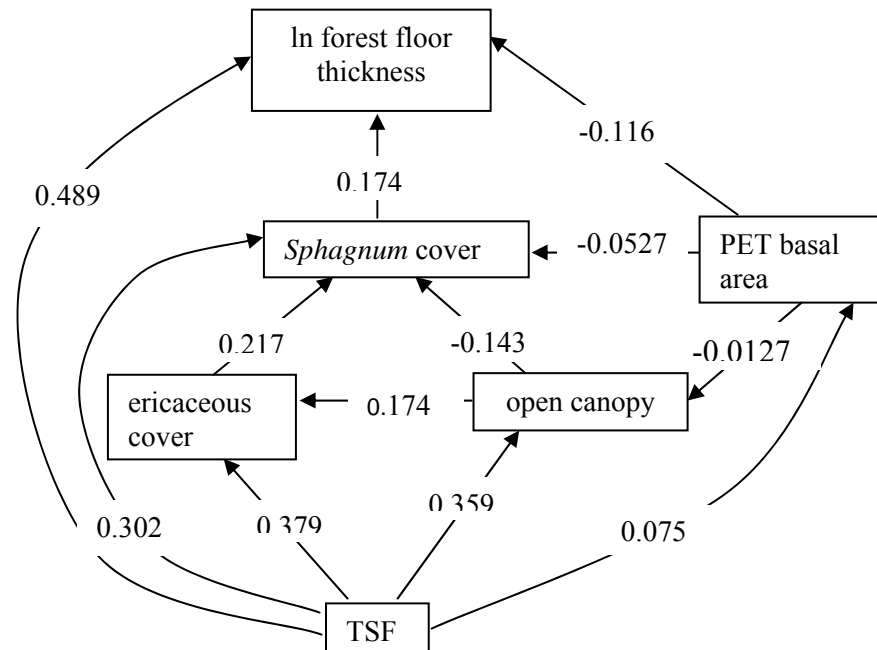 ln forest floor
thickness
-0.116
0.489
0.174
Sphagnum cover
-0.0527
PET basal
area
0.217
-0.143
-0.0127
ericaceous
cover
0.174
open canopy
0.302
0.379
0.359
0.075
TSF